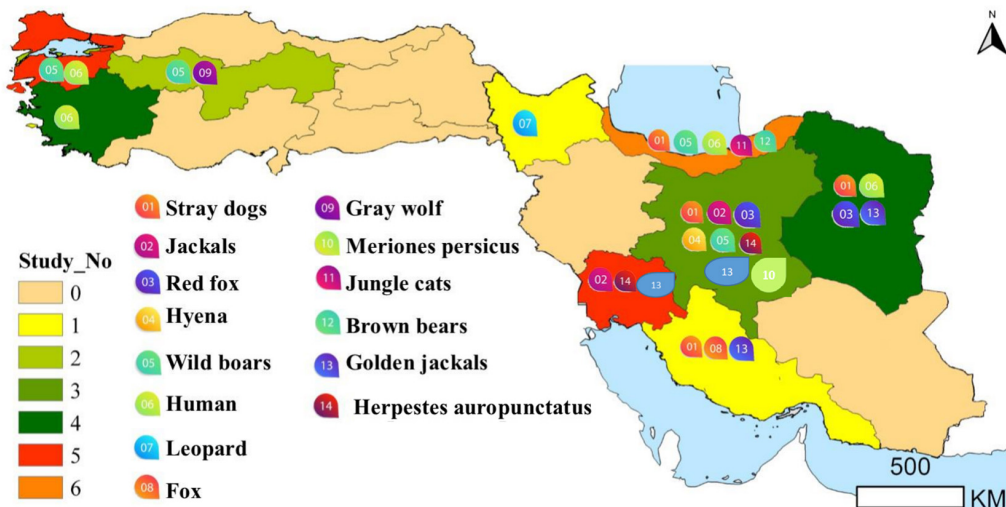 N
05 06
05 09
06
07
01 05 06 11 12
01 06
03 13
01 02 03
04 05 14
13 10
02 14 13
01 08 13
Study_No
0
1
2
3
4
5
6
01 Stray dogs
02 Jackals
03 Red fox
04 Hyena
05 Wild boars
06 Human
07 Leopard
08 Fox
09 Gray wolf
10 Meriones persicus
11 Jungle cats
12 Brown bears
13 Golden jackals
14 Herpestes auropunctatus
500
KM